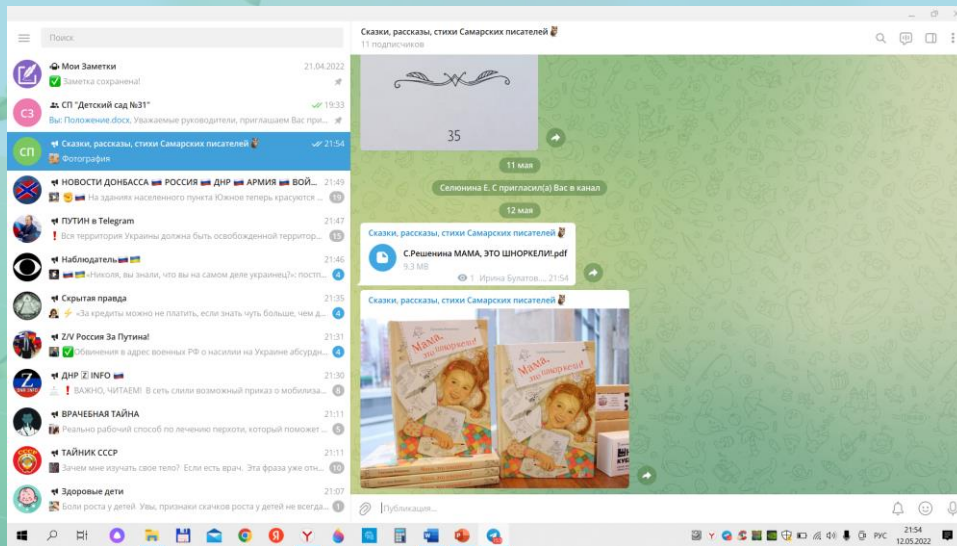 Поиск
Мои Заметки
21.04.2022
Заметка сохранена!
СЗ
СП "Детский сад №31"
19:33
Вы: Положение.docx, Уважаемые руководители, приглашаем Вас при...
СП
Сказки, рассказы, стихи Самарских писателей
21:54
Фотография
НОВОСТИ ДОНБАССА РОССИЯ ДНР АРМИЯ ВОЙ...
21:49
На зданиях населенного пункта Южное теперь красуются ...
19
ПУТИН в Telegram
21:47
Вся территория Украины должна быть освобожденной территор...
15
Наблюдатель
21:46
«Николя, вы знали, что вы на самом деле украинец?»: постп...
4
Скрытая правда
21:35
«За кредиты можно не платить, если знать чуть больше, чем д...
4
Z/V Россия За Путина!
21:31
Обвинения в адрес военных РФ о насилии на Украине абсурдн...
4
ДНР Z INFO
21:30
ВАЖНО, ЧИТАЕМ! В сеть слили возможный приказ о мобилиза...
8
ВРАЧЕБНАЯ ТАЙНА
21:11
Реально рабочий способ по лечению перхоти, который поможет ...
5
ТАЙНИК СССР
21:11
Зачем мне изучать свое тело? Если есть врач. Эта фраза уже отн...
10
Здоровые дети
21:07
Боли роста у детей. Увы, признаки скачков роста у детей не всегда...
1
Сказки, рассказы, стихи Самарских писателей
11 подписчиков
35
11 мая
Селюнина Е. С пригласил(а) Вас в канал
12 мая
Сказки, рассказы, стихи Самарских писателей
С.Решенина МАМА, ЭТО ШНОРКЕЛИ!.pdf
9.3 MB
1 Ирина Булатов..., 21:54
Сказки, рассказы, стихи Самарских писателей
Мама,
это шноркели!
Мама,
это шноркели!
Публикация...
РУС
21:54
12.05.2022